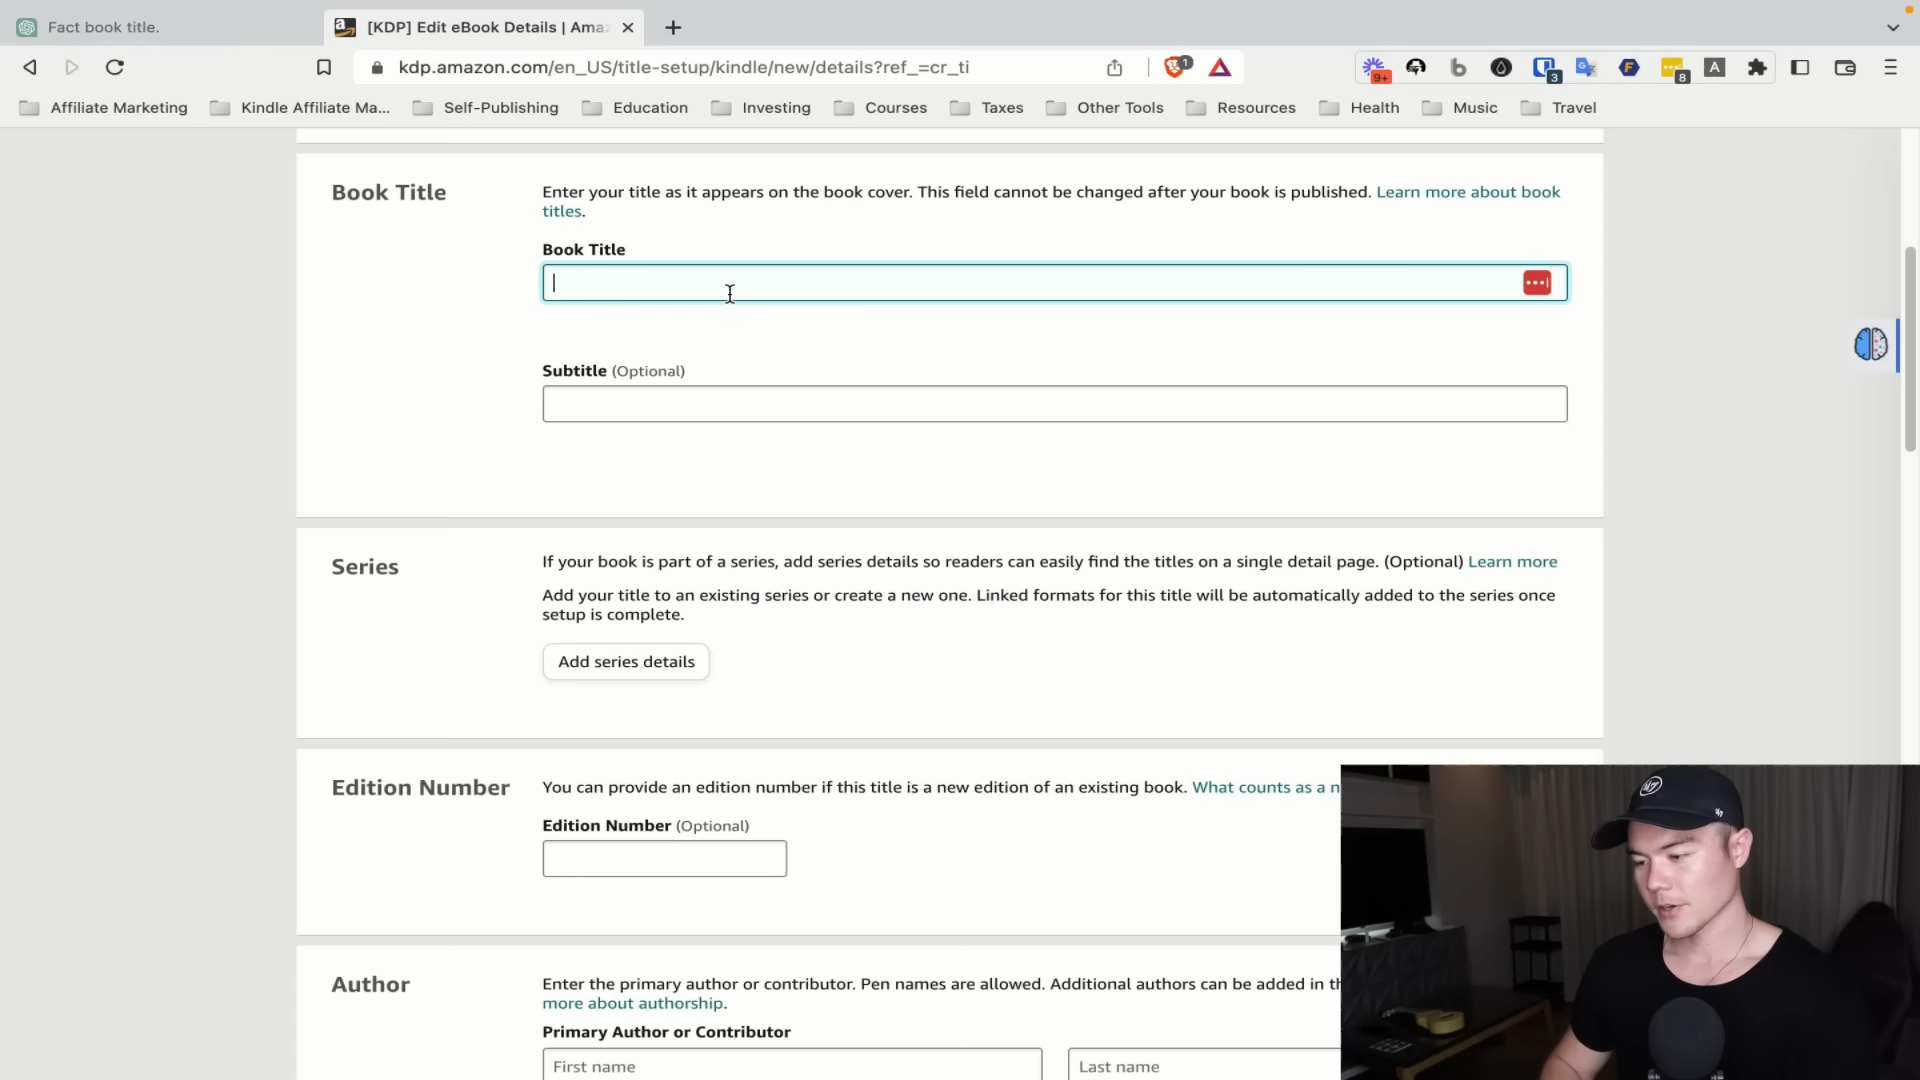 Fact book title.
[KDP] Edit eBook Details | Ama
kdp.amazon.com/en_US/title-setup/kindle/new/details?ref_=cr_ti
1
9+
b
3
F
8
A
Affiliate Marketing
Kindle Affiliate Ma...
Self-Publishing
Education
Investing
Courses
Taxes
Other Tools
Resources
Health
Music
Travel
Book Title
Enter your title as it appears on the book cover. This field cannot be changed after your book is published. Learn more about book
titles.
Book Title
Subtitle (Optional)
Series
If your book is part of a series, add series details so readers can easily find the titles on a single detail page. (Optional) Learn more
Add your title to an existing series or create a new one. Linked formats for this title will be automatically added to the series once
setup is complete.
Add series details
Edition Number
You can provide an edition number if this title is a new edition of an existing book. What counts as a n
Edition Number (Optional)
Author
Enter the primary author or contributor. Pen names are allowed. Additional authors can be added in th
more about authorship.
Primary Author or Contributor
First name
Last name